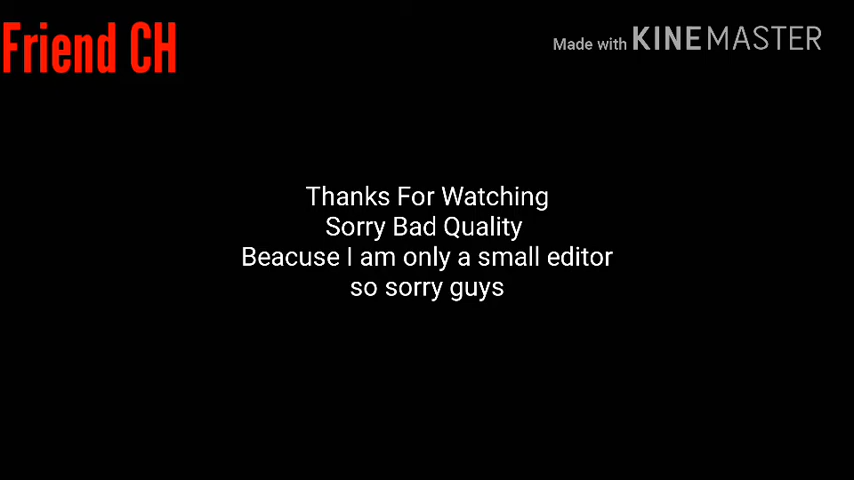 Friend CH
Made with KINEMASTER
Thanks For Watching
Sorry Bad Quality
Beacuse I am only a small editor
so sorry guys